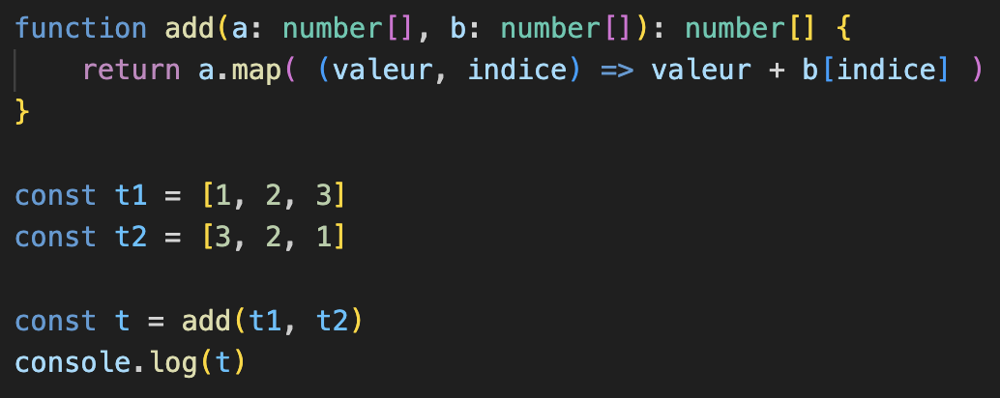 function add(a: number[], b: number[]): number[] {
    return a.map( (valeur, indice) => valeur + b[indice] )
}
const t1 = [1, 2, 3]
const t2 = [3, 2, 1]
const t = add(t1, t2)
console.log(t)